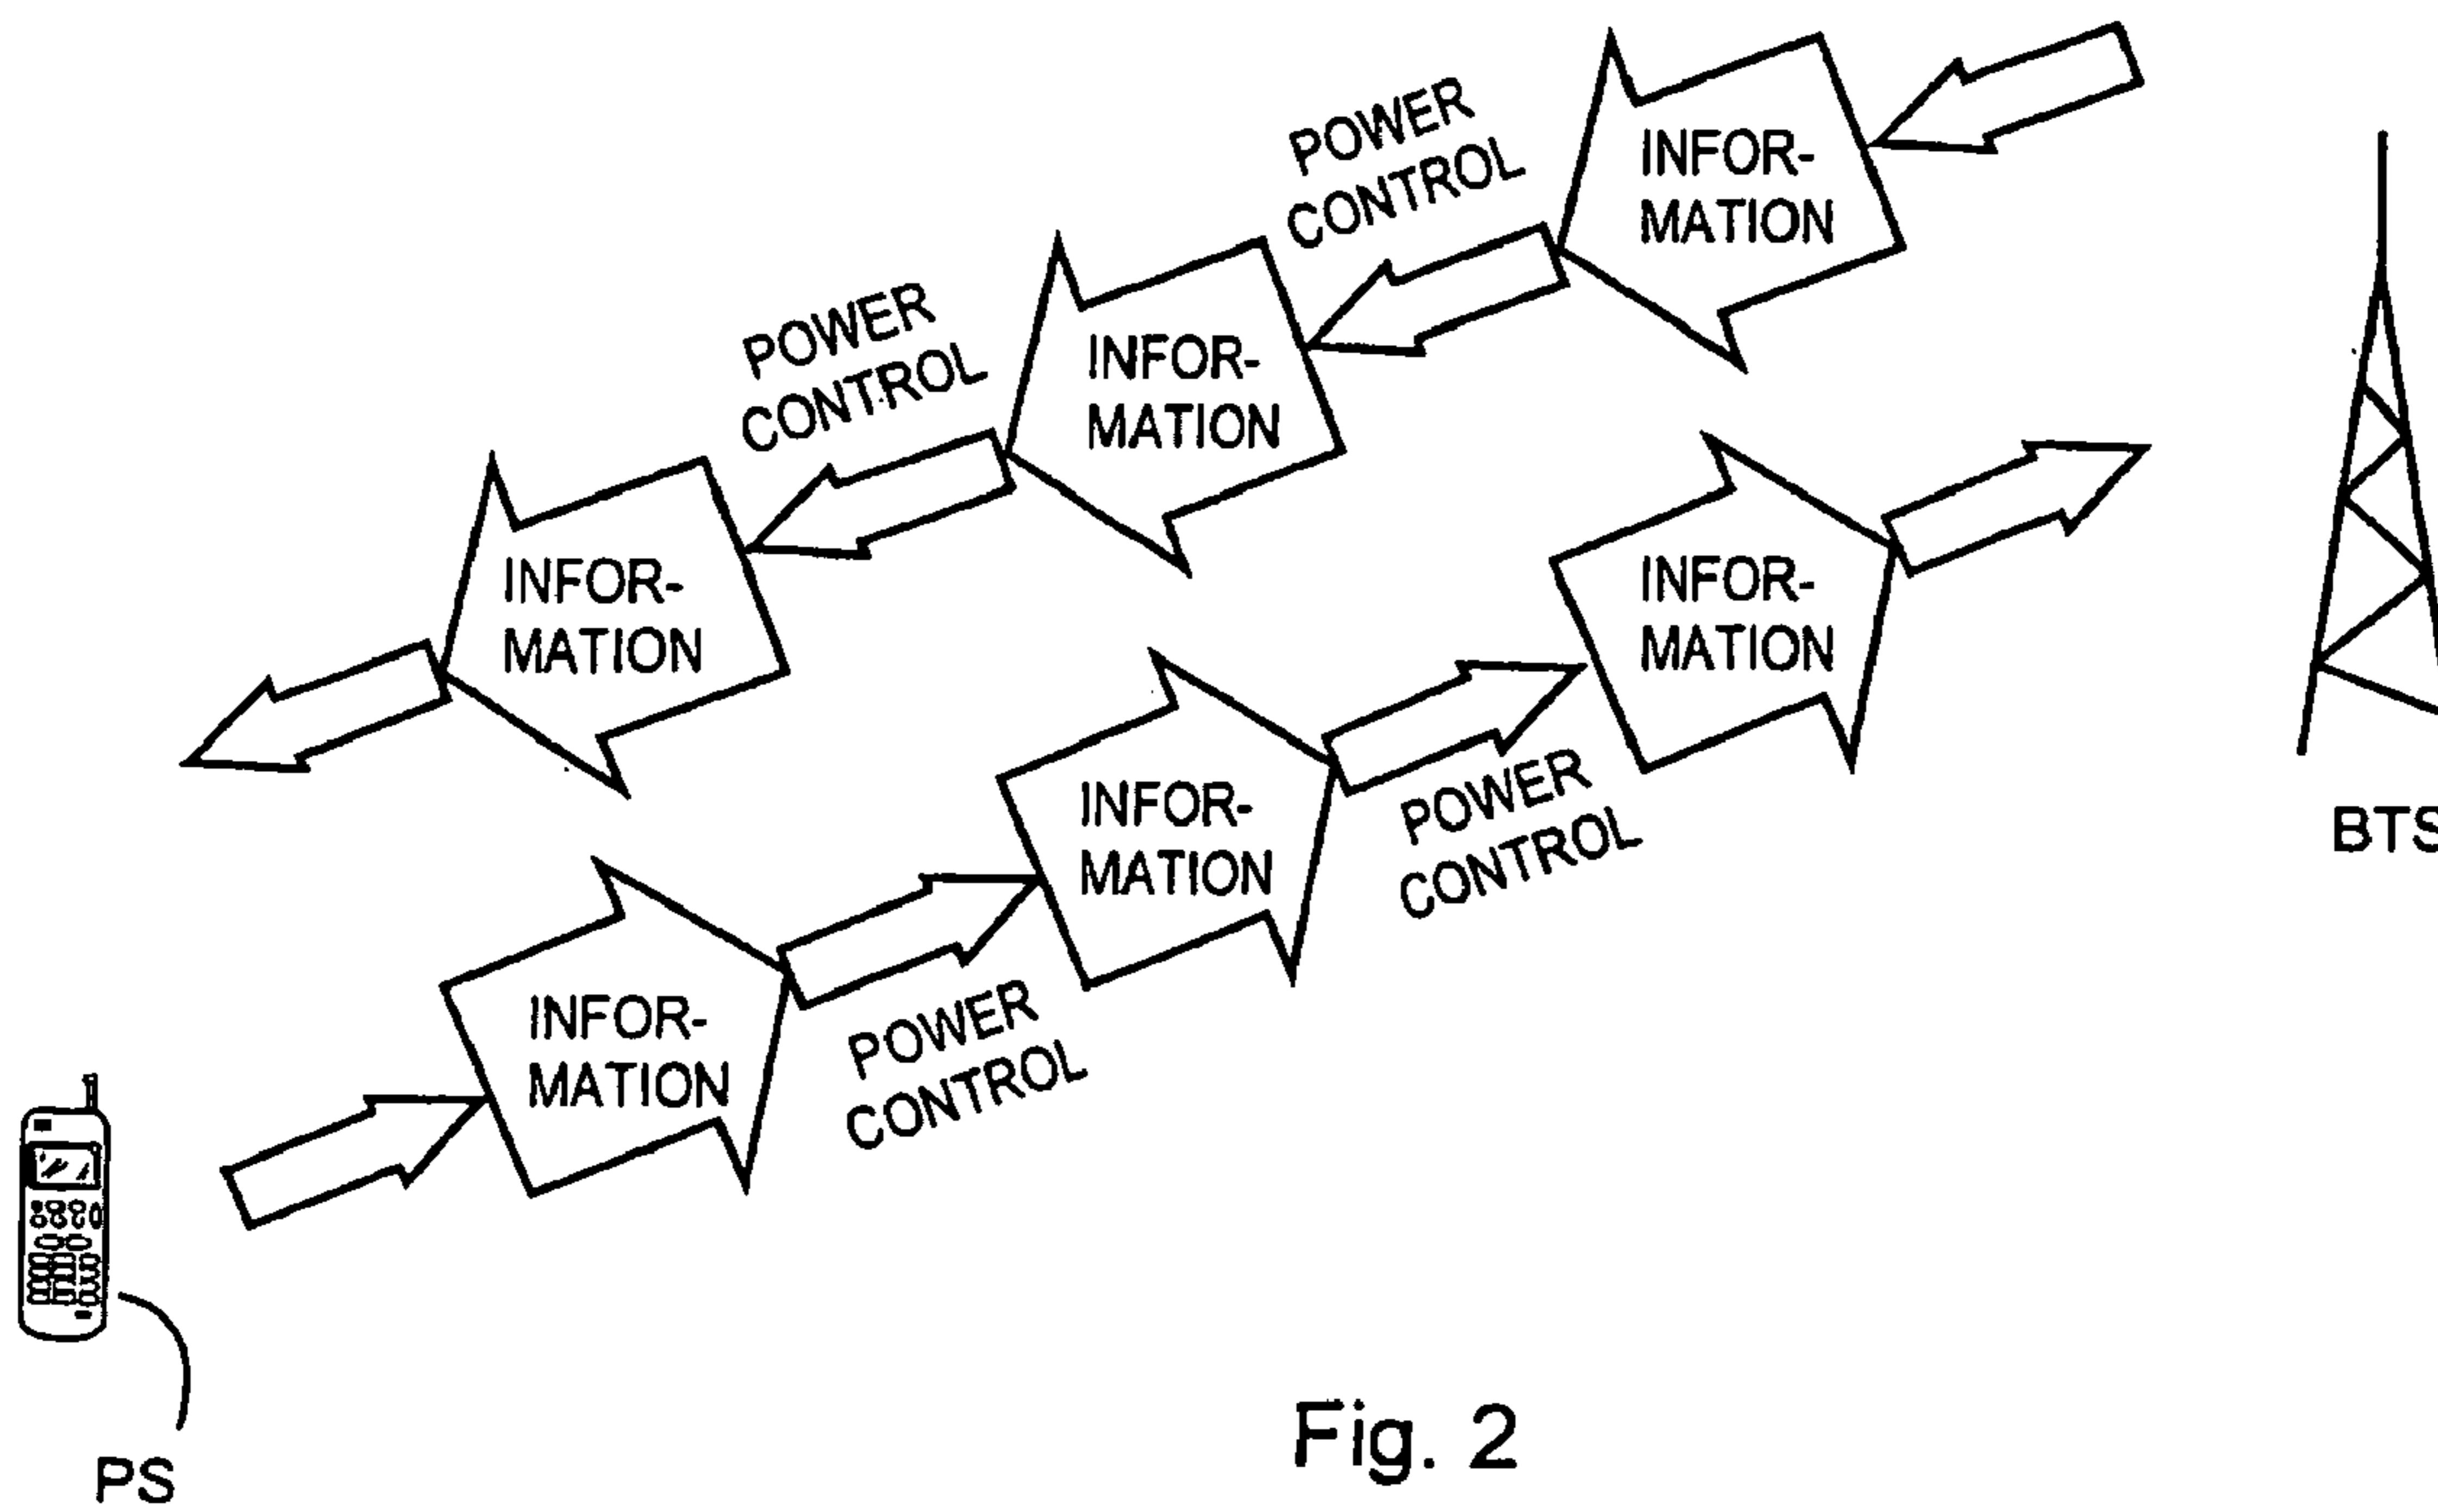 POWER
CONTROL
INFOR-
MATION
POWER
CONTROL
INFOR-
MATION
INFOR-
MATION
INFOR-
MATION
POWER
CONTROL
INFOR-
MATION
POWER
CONTROL
INFOR-
MATION
BTS
PS
Fig. 2